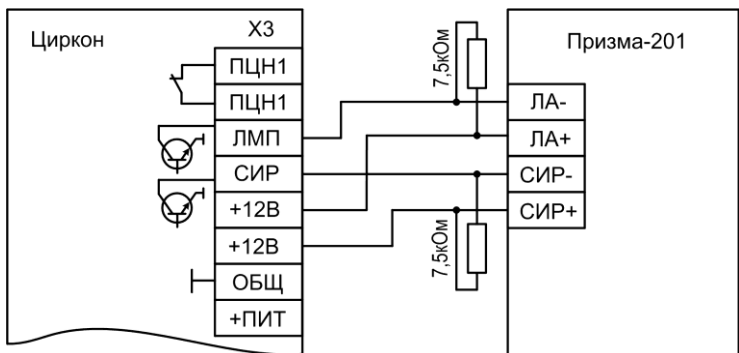 Циркон
X3
Призма-201
ПЦН1
ПЦН1
ЛМП
СИР
+12В
+12В
ОБЩ
+ПИТ
7,5кОм
7,5кОм
ЛА-
ЛА+
СИР-
СИР+